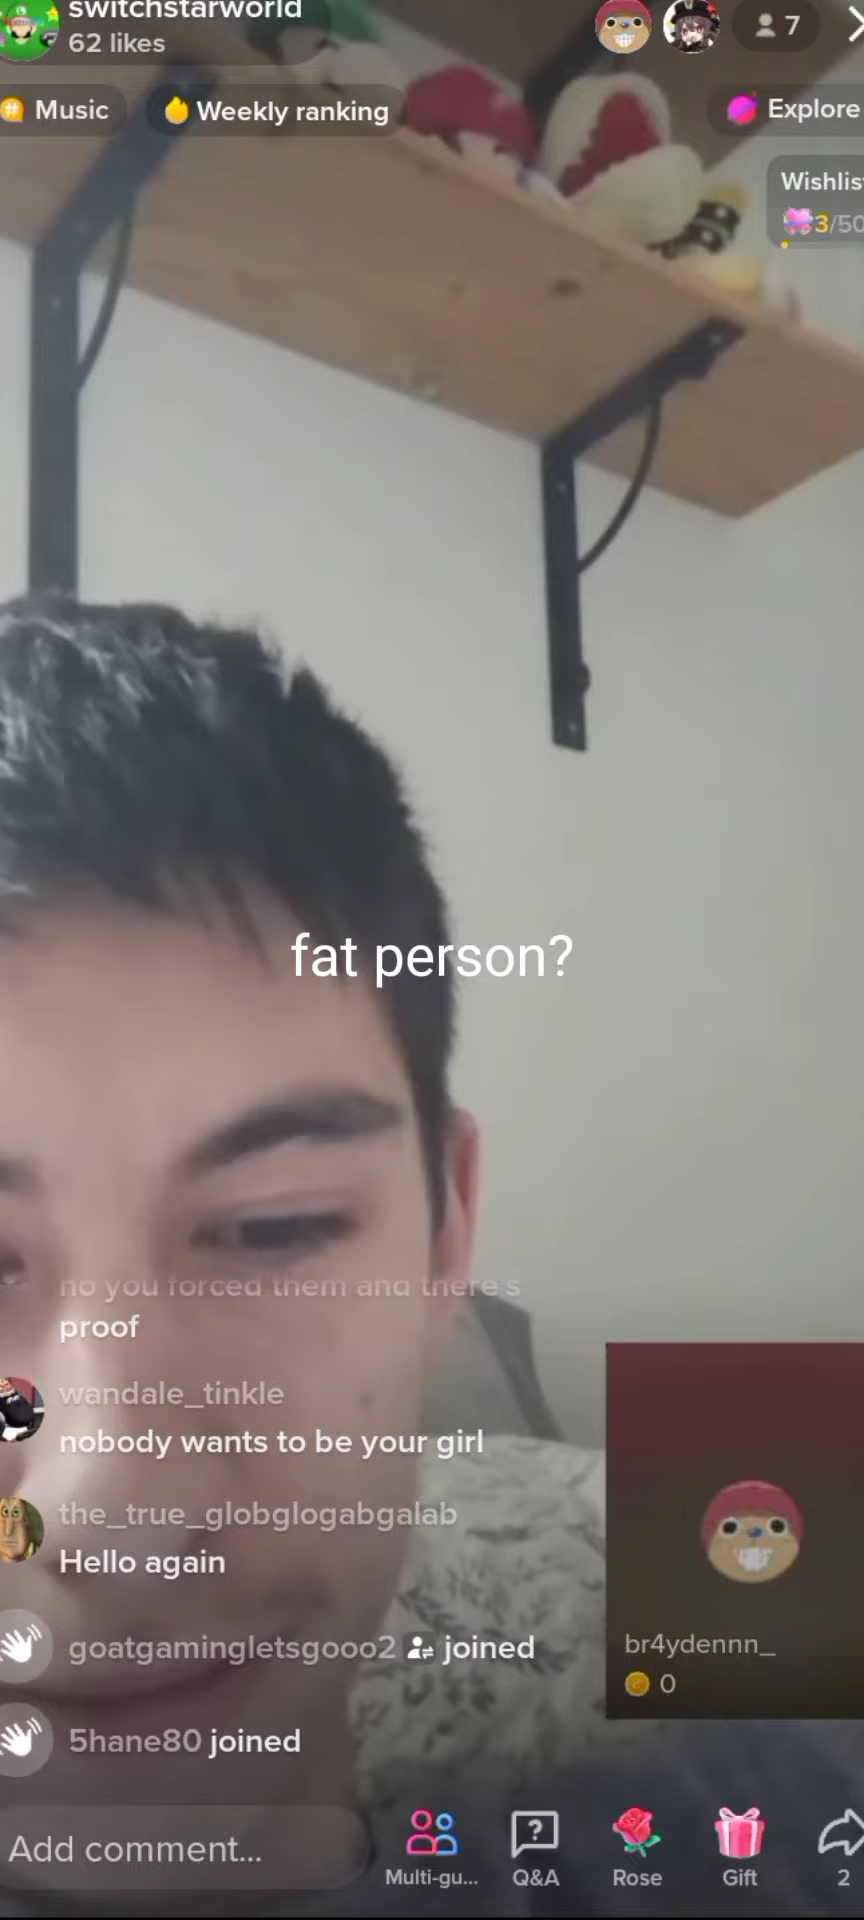 switchstarworld
62 likes
7
Music
Weekly ranking
Explore
Wishlist
3/50
fat person?
no you forced them and there's
proof
wandale_tinkle
nobody wants to be your girl
the_true_globglogabgalab
Hello again
goatgamingletsgooo2 joined
5hane80 joined
br4ydennn_
0
Add comment...
Multi-gu...
Q&A
Rose
Gift
2